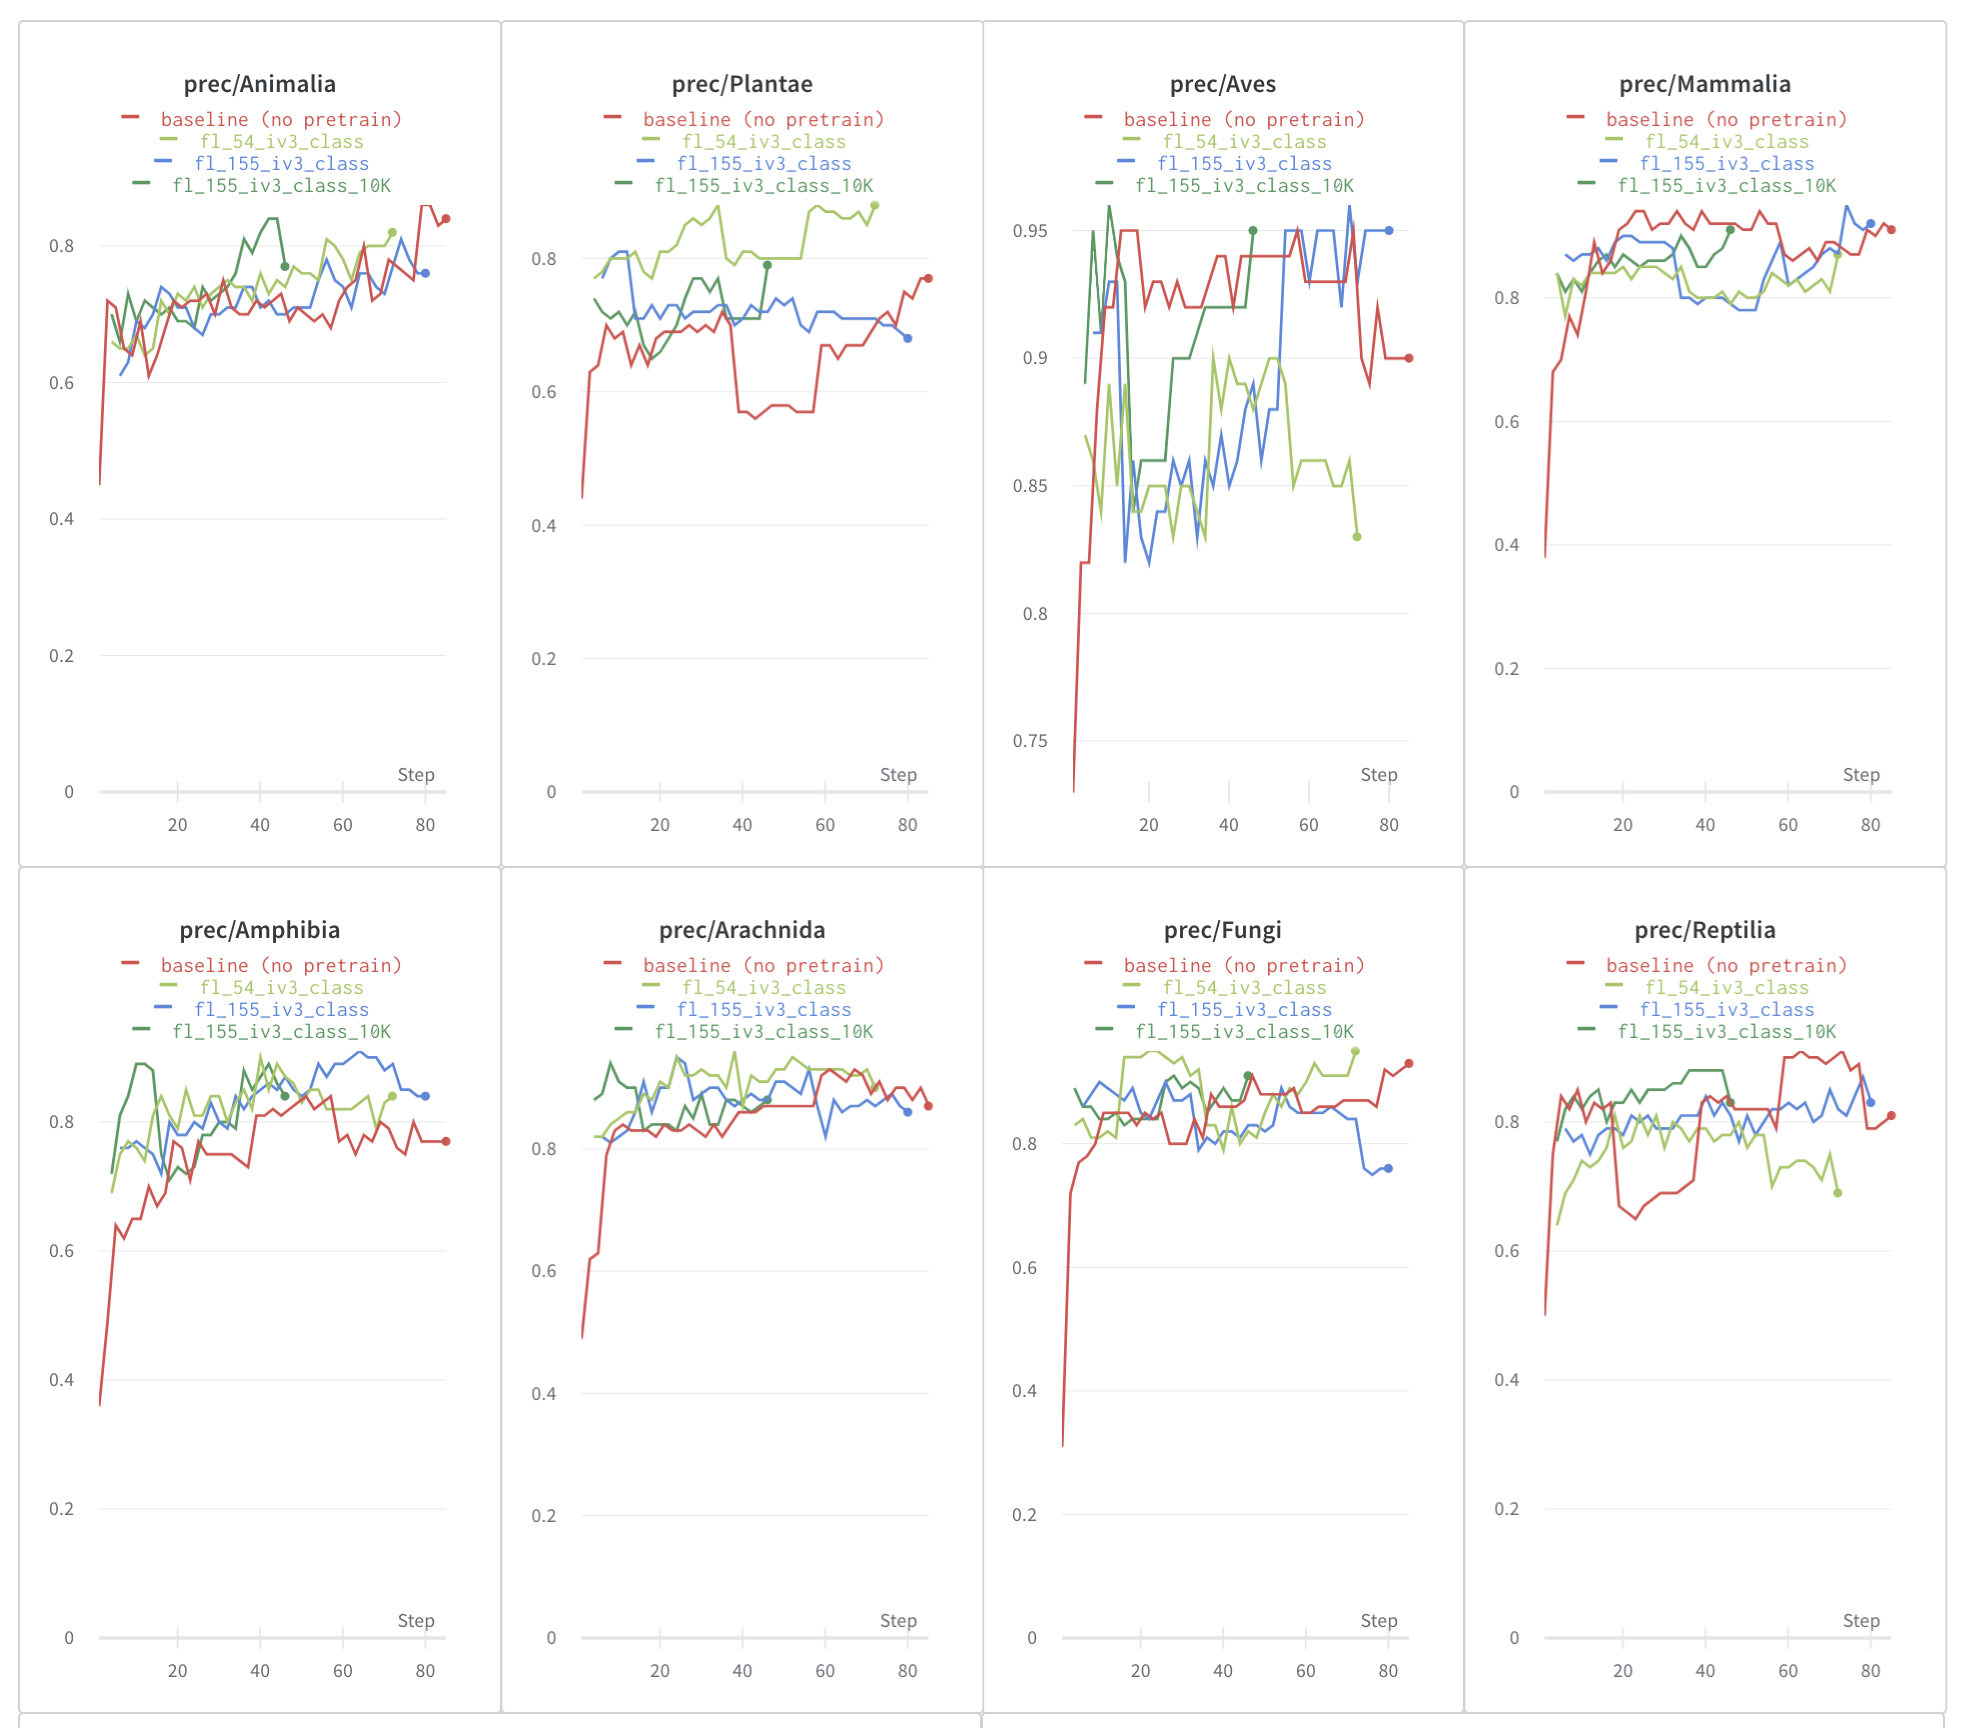 prec/Animalia
baseline (no pretrain)
fl_54_iv3_class
fl_155_iv3_class
fl_155_iv3_class_10K
0.8
0.6
0.4
0.2
0
Step
20 40 60 80
prec/Plantae
baseline (no pretrain)
fl_54_iv3_class
fl_155_iv3_class
fl_155_iv3_class_10K
0.8
0.6
0.4
0.2
0
Step
20 40 60 80
prec/Aves
baseline (no pretrain)
fl_54_iv3_class
fl_155_iv3_class
fl_155_iv3_class_10K
0.95
0.9
0.85
0.8
0.75
Step
20 40 60 80
prec/Mammalia
baseline (no pretrain)
fl_54_iv3_class
fl_155_iv3_class
fl_155_iv3_class_10K
0.8
0.6
0.4
0.2
0
Step
20 40 60 80
prec/Amphibia
baseline (no pretrain)
fl_54_iv3_class
fl_155_iv3_class
fl_155_iv3_class_10K
0.8
0.6
0.4
0.2
0
Step
20 40 60 80
prec/Arachnida
baseline (no pretrain)
fl_54_iv3_class
fl_155_iv3_class
fl_155_iv3_class_10K
0.8
0.6
0.4
0.2
0
Step
20 40 60 80
prec/Fungi
baseline (no pretrain)
fl_54_iv3_class
fl_155_iv3_class
fl_155_iv3_class_10K
0.8
0.6
0.4
0.2
0
Step
20 40 60 80
prec/Reptilia
baseline (no pretrain)
fl_54_iv3_class
fl_155_iv3_class
fl_155_iv3_class_10K
0.8
0.6
0.4
0.2
0
Step
20 40 60 80